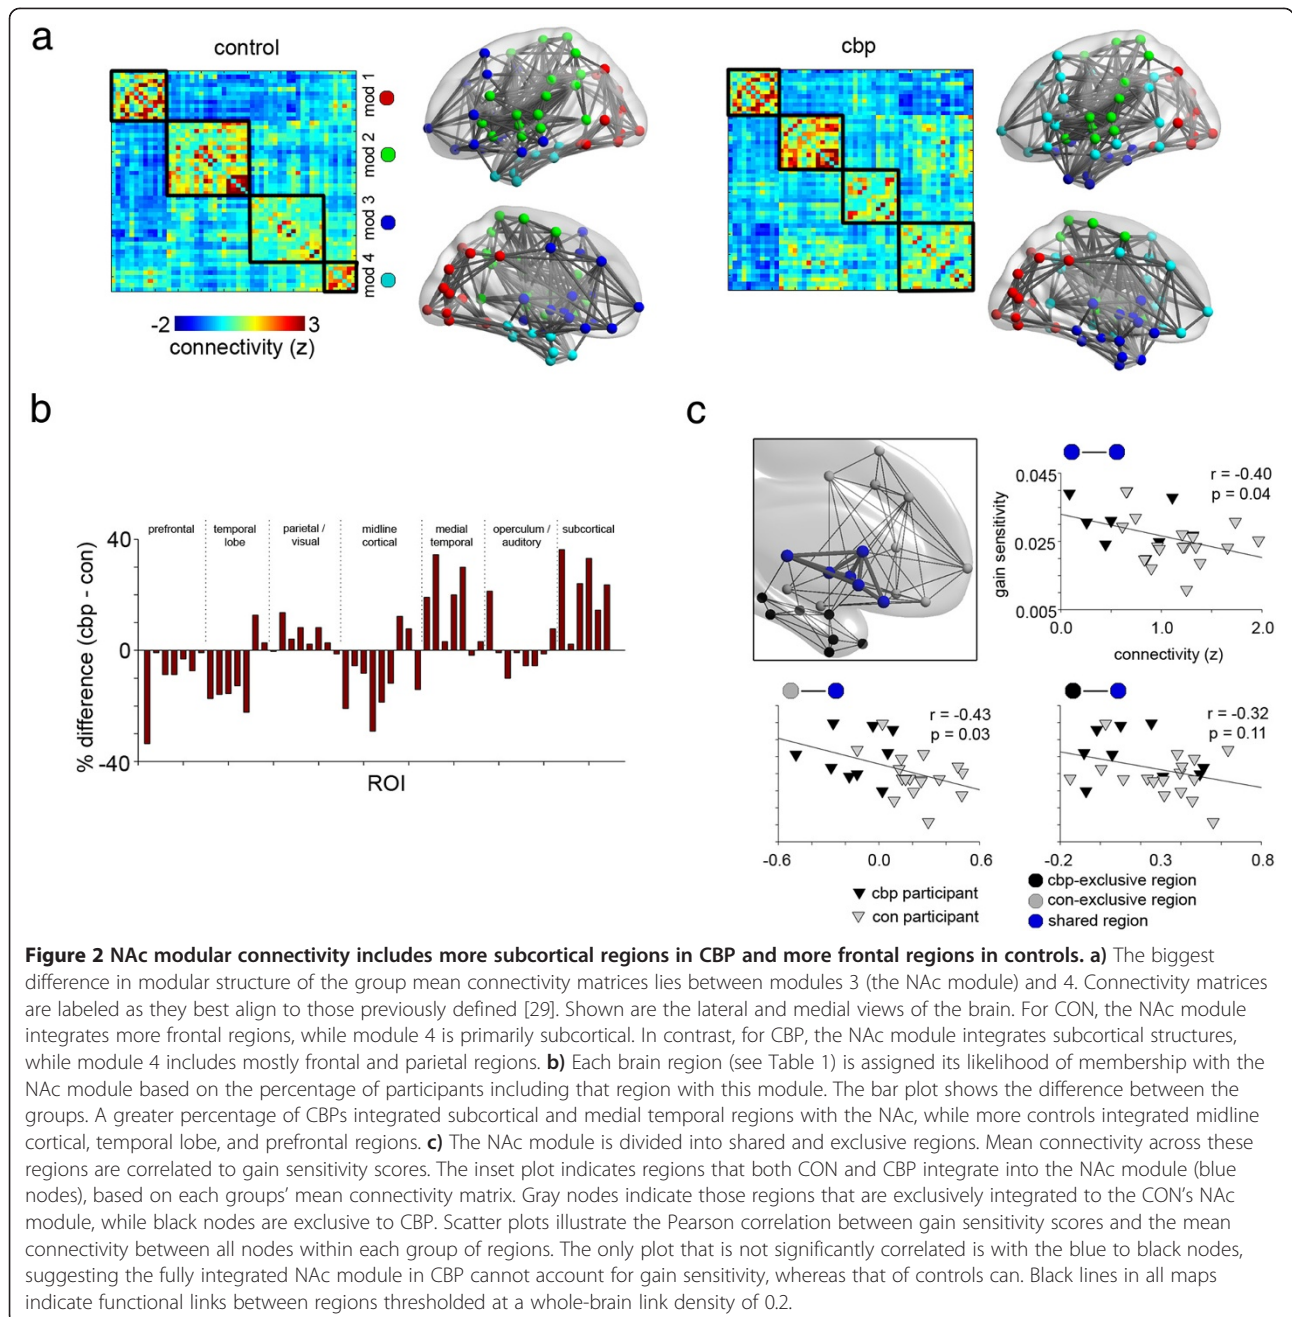 a
control
cbp
mod 1
mod 2
mod 3
mod 4
-2
3
connectivity (z)
b
prefrontal
temporal
lobe
parietal /
visual
midline
cortical
medial
temporal
operculum /
auditory
subcortical
40
0
-40
% difference (cbp - con)
ROI
c
r = -0.40
p = 0.04
0.045
0.025
0.005
gain sensitivity
0.0
1.0
2.0
connectivity (z)
r = -0.43
p = 0.03
-0.6
0.0
0.6
r = -0.32
p = 0.11
-0.2
0.3
0.8
cbp participant
con participant
cbp-exclusive region
con-exclusive region
shared region
Figure 2 NAc modular connectivity includes more subcortical regions in CBP and more frontal regions in controls. a) The biggest
difference in modular structure of the group mean connectivity matrices lies between modules 3 (the NAc module) and 4. Connectivity matrices
are labeled as they best align to those previously defined [29]. Shown are the lateral and medial views of the brain. For CON, the NAc module
integrates more frontal regions, while module 4 is primarily subcortical. In contrast, for CBP, the NAc module integrates subcortical structures,
while module 4 includes mostly frontal and parietal regions. b) Each brain region (see Table 1) is assigned its likelihood of membership with the
NAc module based on the percentage of participants including that region with this module. The bar plot shows the difference between the
groups. A greater percentage of CBPs integrated subcortical and medial temporal regions with the NAc, while more controls integrated midline
cortical, temporal lobe, and prefrontal regions. c) The NAc module is divided into shared and exclusive regions. Mean connectivity across these
regions are correlated to gain sensitivity scores. The inset plot indicates regions that both CON and CBP integrate into the NAc module (blue
nodes), based on each groups' mean connectivity matrix. Gray nodes indicate those regions that are exclusively integrated to the CON's NAc
module, while black nodes are exclusive to CBP. Scatter plots illustrate the Pearson correlation between gain sensitivity scores and the mean
connectivity between all nodes within each group of regions. The only plot that is not significantly correlated is with the blue to black nodes,
suggesting the fully integrated NAc module in CBP cannot account for gain sensitivity, whereas that of controls can. Black lines in all maps
indicate functional links between regions thresholded at a whole-brain link density of 0.2.